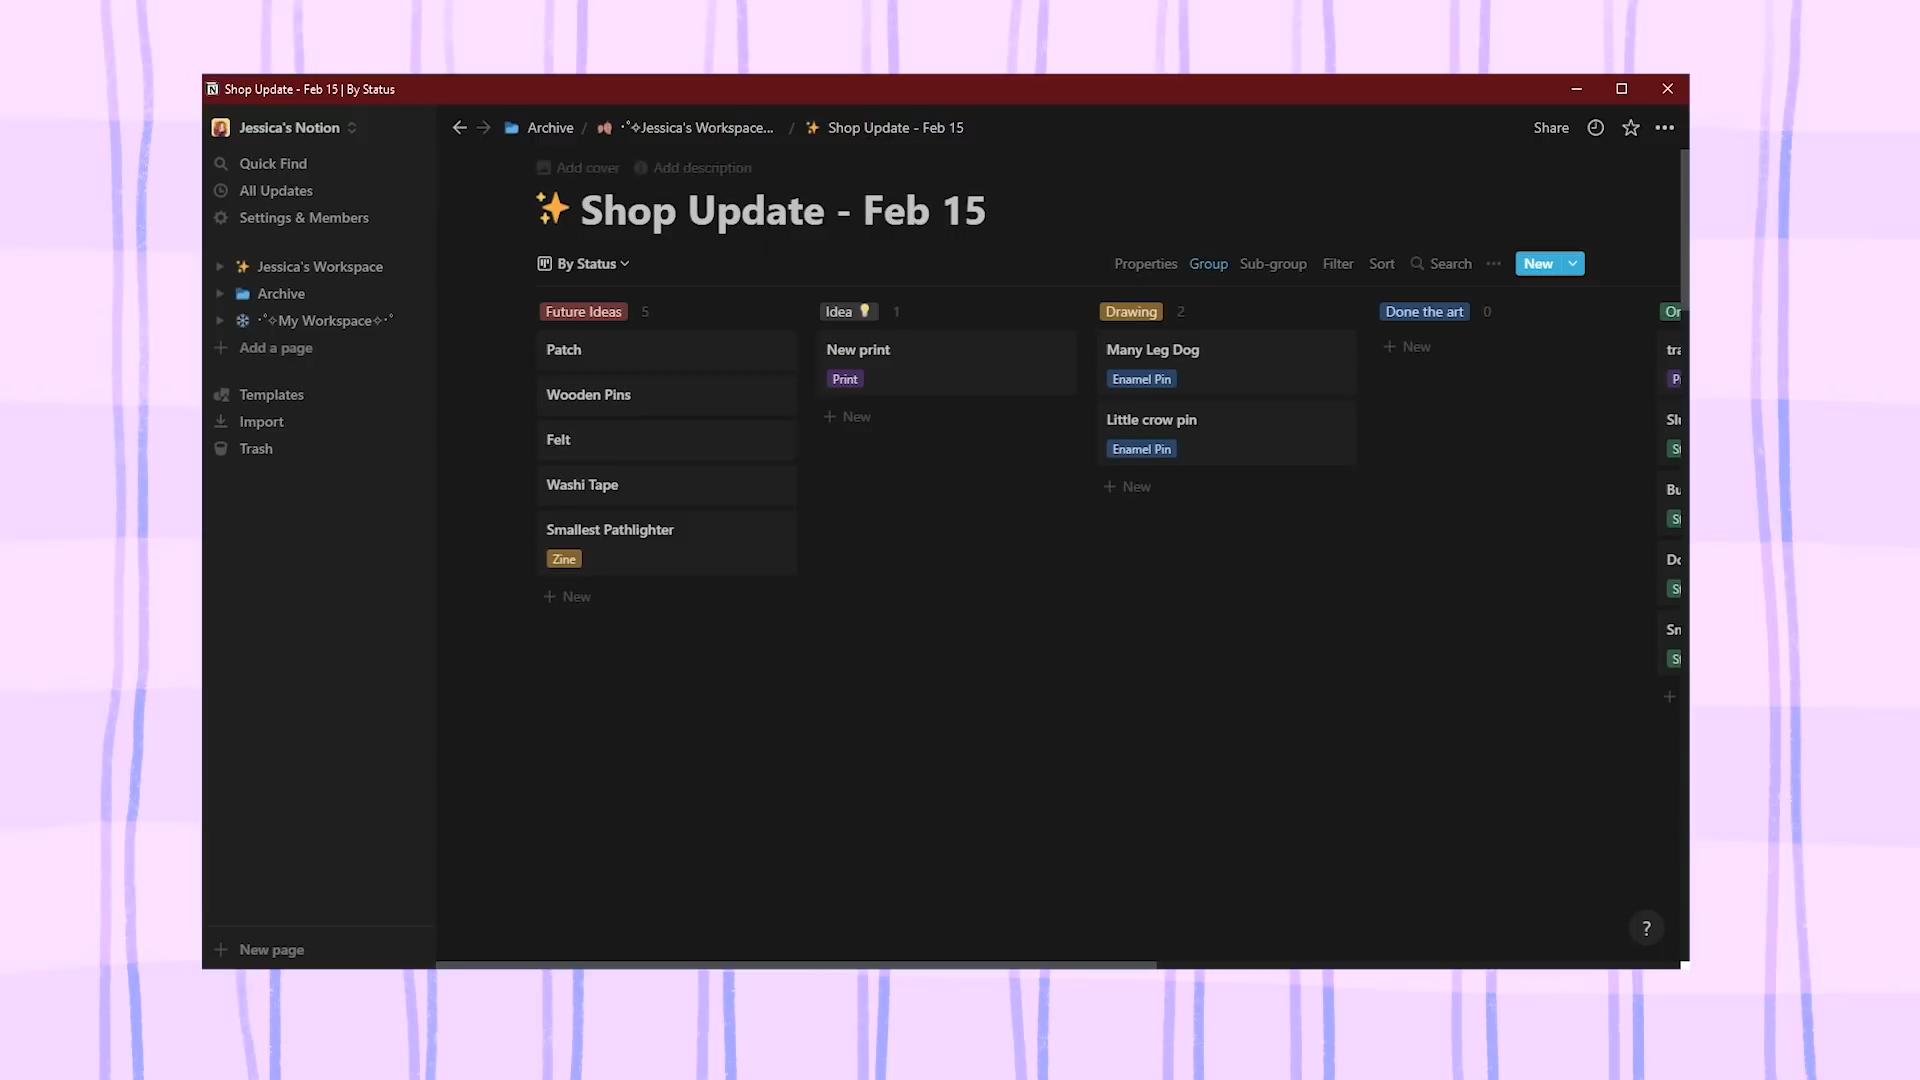 Shop Update - Feb 15 | By Status
Jessica's Notion
Archive / ･ﾟ✧Jessica's Workspace... / Shop Update - Feb 15
Share
Quick Find
All Updates
Settings & Members
Jessica's Workspace
Archive
･ﾟ✧My Workspace✧･ﾟ
Add a page
Templates
Import
Trash
New page
Add cover Add description
Shop Update - Feb 15
By Status
Properties Group Sub-group Filter Sort Search New
Future Ideas 5
Patch
Wooden Pins
Felt
Washi Tape
Smallest Pathlighter
Zine
+ New
Idea 1
New print
Print
+ New
Drawing 2
Many Leg Dog
Enamel Pin
Little crow pin
Enamel Pin
+ New
Done the art 0
+ New
?